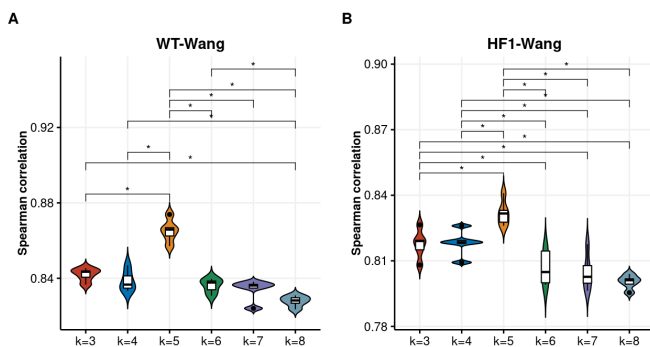 A
WT-Wang
Spearman correlation
0.92
0.88
0.84
* * * * * * * * *
k=3 k=4 k=5 k=6 k=7 k=8
B
HF1-Wang
Spearman correlation
0.90
0.87
0.84
0.81
0.78
* * * * * * * * * * *
k=3 k=4 k=5 k=6 k=7 k=8